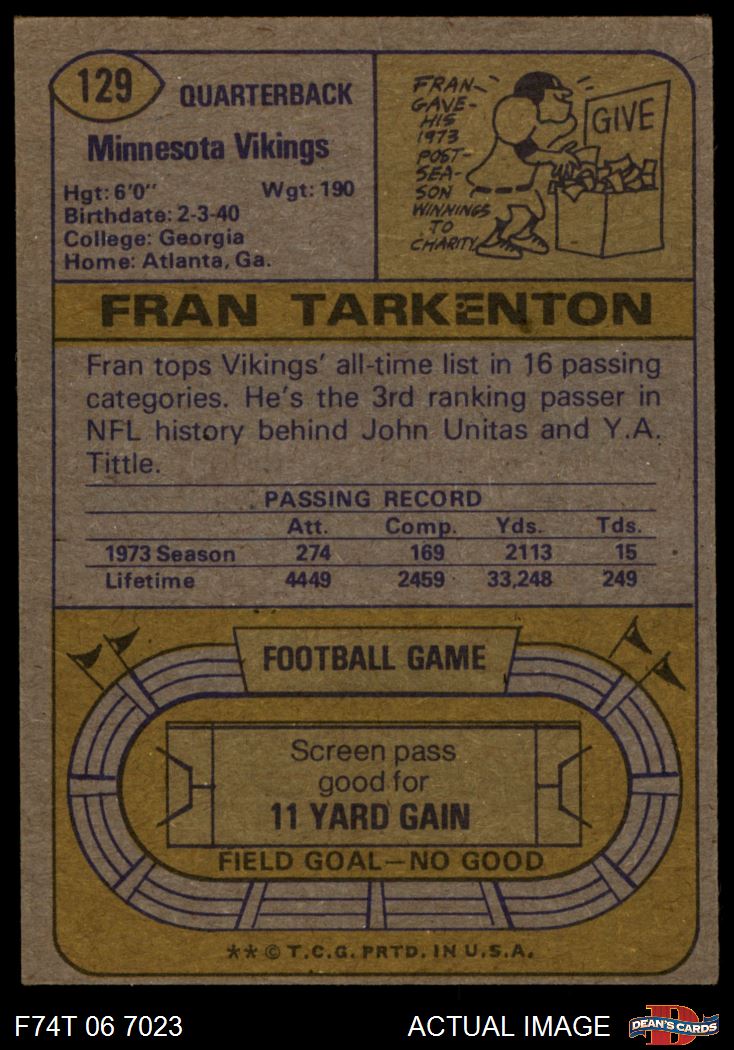 129
QUARTERBACK
Minnesota Vikings
Hgt: 6'0" Wgt: 190
Birthdate: 2-3-40
College: Georgia
Home: Atlanta, Ga.
FRAN
GAVE
HIS
1973
POST-
SEA-
SON
WINNINGS
TO
CHARITY
GIVE
FRAN TARKENTON
Fran tops Vikings' all-time list in 16 passing
categories. He's the 3rd ranking passer in
NFL history behind John Unitas and Y.A.
Tittle.
PASSING RECORD
Att. Comp. Yds. Tds.
1973 Season 274 169 2113 15
Lifetime 4449 2459 33,248 249
FOOTBALL GAME
Screen pass
good for
11 YARD GAIN
FIELD GOAL—NO GOOD
** © T.C.G. PRTD. IN U.S.A.
F74T 06 7023 ACTUAL IMAGE
D
DEAN'S CARDS